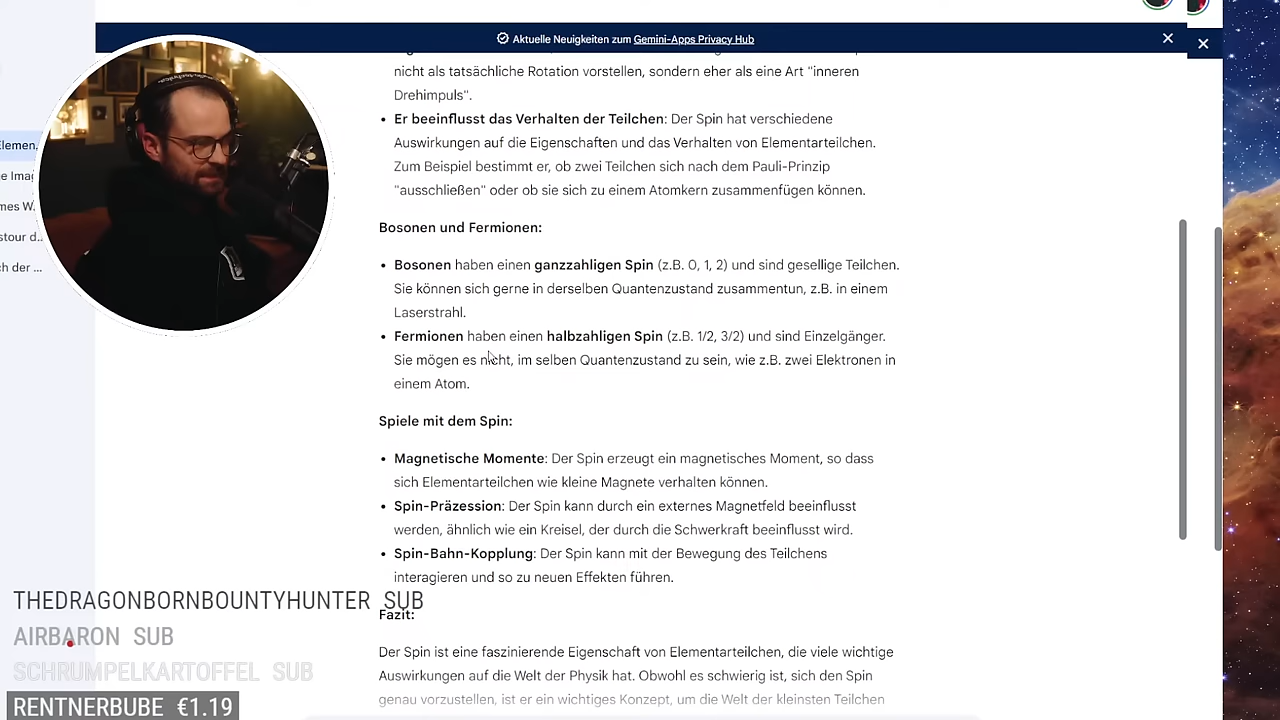 Aktuelle Neuigkeiten zum Gemini-Apps Privacy Hub
nicht als tatsächliche Rotation vorstellen, sondern eher als eine Art "inneren
Drehimpuls".
• Er beeinflusst das Verhalten der Teilchen: Der Spin hat verschiedene
Auswirkungen auf die Eigenschaften und das Verhalten von Elementarteilchen.
Zum Beispiel bestimmt er, ob zwei Teilchen sich nach dem Pauli-Prinzip
"ausschließen" oder ob sie sich zu einem Atomkern zusammenfügen können.
Bosonen und Fermionen:
• Bosonen haben einen ganzzahligen Spin (z.B. 0, 1, 2) und sind gesellige Teilchen.
Sie können sich gerne in derselben Quantenzustand zusammentun, z.B. in einem
Laserstrahl.
• Fermionen haben einen halbzahligen Spin (z.B. 1/2, 3/2) und sind Einzelgänger.
Sie mögen es nicht, im selben Quantenzustand zu sein, wie z.B. zwei Elektronen in
einem Atom.
Spiele mit dem Spin:
• Magnetische Momente: Der Spin erzeugt ein magnetisches Moment, so dass
sich Elementarteilchen wie kleine Magnete verhalten können.
• Spin-Präzession: Der Spin kann durch ein externes Magnetfeld beeinflusst
werden, ähnlich wie ein Kreisel, der durch die Schwerkraft beeinflusst wird.
• Spin-Bahn-Kopplung: Der Spin kann mit der Bewegung des Teilchens
interagieren und so zu neuen Effekten führen.
Fazit:
Der Spin ist eine faszinierende Eigenschaft von Elementarteilchen, die viele wichtige
Auswirkungen auf die Welt der Physik hat. Obwohl es schwierig ist, sich den Spin
genau vorzustellen, ist er ein wichtiges Konzept, um die Welt der kleinsten Teilchen
Elemen...
e Imag
mes W.
stour d...
ch der ...
THEDRAGONBORNBOUNTYHUNTER SUB
AIRBARON SUB
SCHRUMPELKARTOFFEL SUB
RENTNERBUBE €1.19